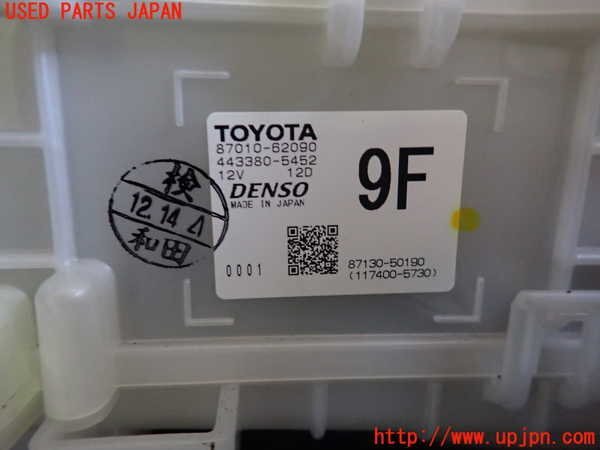 USED PARTS JAPAN
TOYOTA
87010-62090
443380-5452
12V 12D
DENSO
MADE IN JAPAN
9F
検
12.14
和田
0001
87130-50190
(117400-5730)
http://www.upjpn.com/